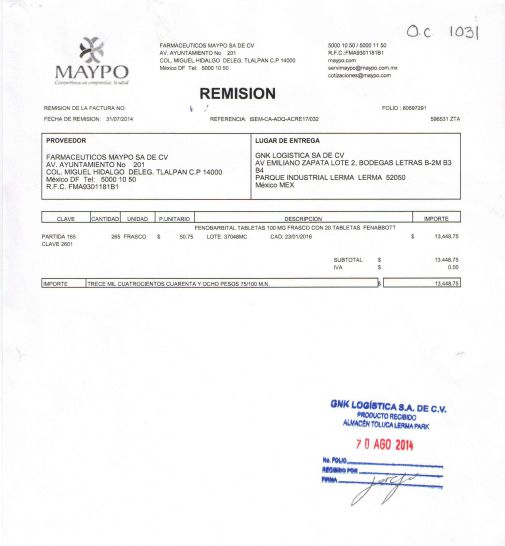 O.C 1031
MAYPO
FARMACEUTICOS MAYPO SA DE CV
AV. AYUNTAMIENTO No 201
COL. MIGUEL HIDALGO DELEG. TLALPAN C.P 14000
México DF Tel: 5000 10 50
5000 10 50 / 5000 11 50
R.F.C.:FMA9301181B1
maypo.com
servimaypo@maypo.com.mx
cotizaciones@maypo.com
REMISION
REMISION DE LA FACTURA NO:
FOLIO : 80597291
FECHA DE REMISION: 31/07/2014
REFERENCIA: ISEM-CA-ADQ-ACRE17/032
596531 ZTA
PROVEEDOR
FARMACEUTICOS MAYPO SA DE CV
AV. AYUNTAMIENTO No 201
COL. MIGUEL HIDALGO DELEG. TLALPAN C.P 14000
México DF Tel: 5000 10 50
R.F.C. FMA9301181B1
LUGAR DE ENTREGA
GNK LOGISTICA SA DE CV
AV EMILIANO ZAPATA LOTE 2, BODEGAS LETRAS B-2M B3
B4
PARQUE INDUSTRIAL LERMA LERMA 52050
México MEX
CLAVE CANTIDAD UNIDAD P.UNITARIO DESCRIPCION IMPORTE
FENOBARBITAL TABLETAS 100 MG FRASCO CON 20 TABLETAS FENABBOTT
PARTIDA 165 265 FRASCO $ 50.75 LOTE: 37048MC CAD: 23/01/2016 $ 13,448.75
CLAVE 2601
SUBTOTAL $ 13,448.75
IVA $ 0.00
IMPORTE TRECE MIL CUATROCIENTOS CUARENTA Y OCHO PESOS 75/100 M.N. $ 13,448.75
GNK LOGÍSTICA S.A. DE C.V.
PRODUCTO RECIBIDO
ALMACÉN TOLUCA LERMA PARK
20 AGO 2014
No. FOLIO
RECIBIDO POR
FIRMA